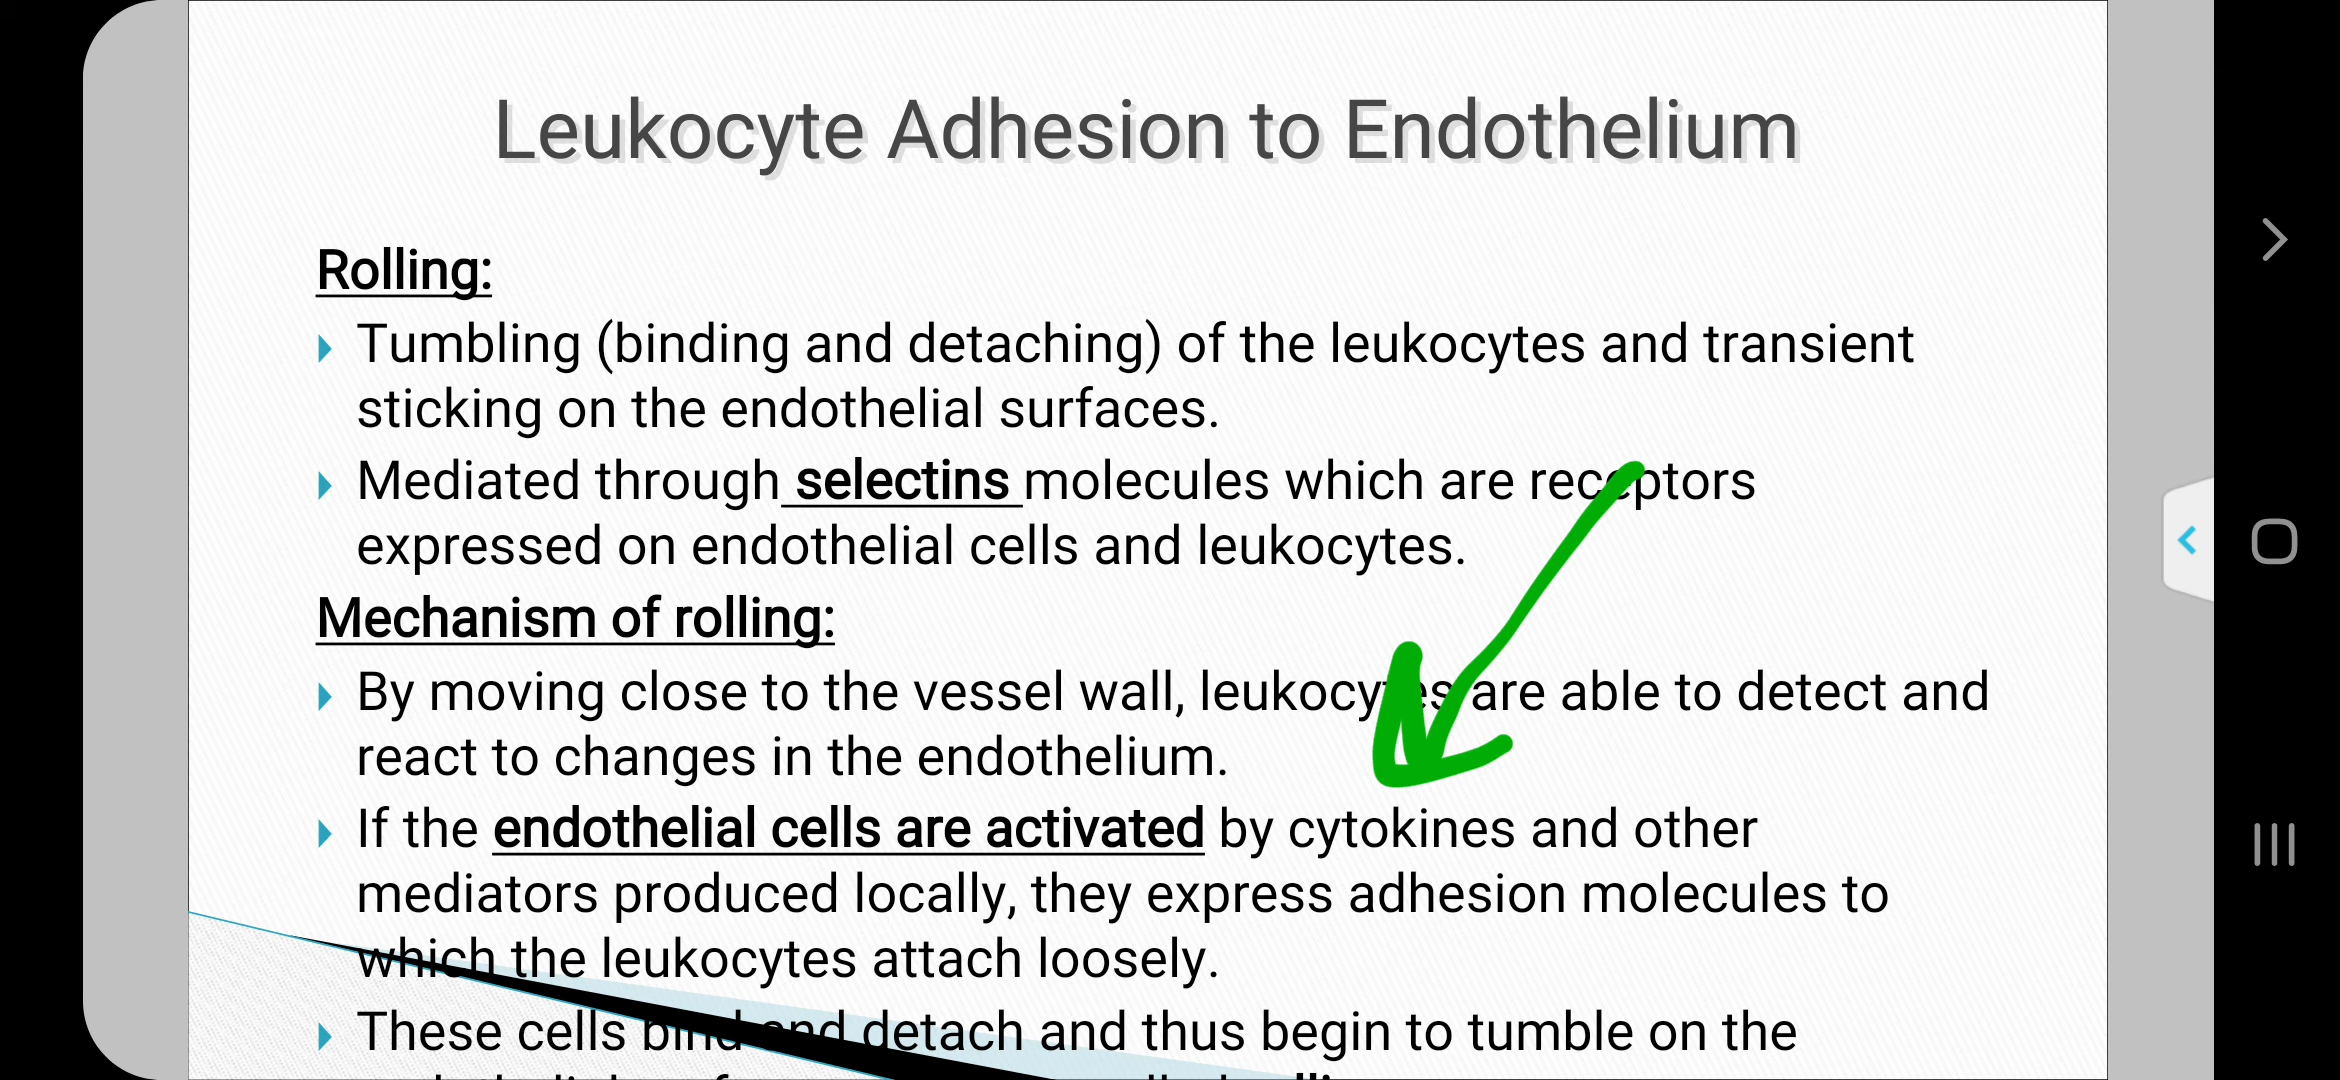 Leukocyte Adhesion to Endothelium
Rolling:
Tumbling (binding and detaching) of the leukocytes and transient
sticking on the endothelial surfaces.
Mediated through selectins molecules which are receptors
expressed on endothelial cells and leukocytes.
Mechanism of rolling:
By moving close to the vessel wall, leukocytes are able to detect and
react to changes in the endothelium.
If the endothelial cells are activated by cytokines and other
mediators produced locally, they express adhesion molecules to
which the leukocytes attach loosely.
These cells bind and detach and thus begin to tumble on the